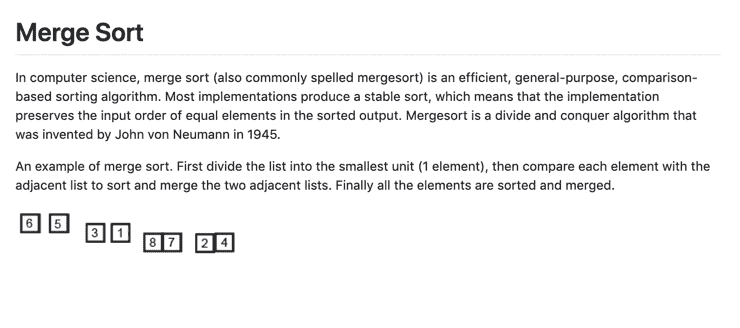 Merge Sort
In computer science, merge sort (also commonly spelled mergesort) is an efficient, general-purpose, comparison-
based sorting algorithm. Most implementations produce a stable sort, which means that the implementation
preserves the input order of equal elements in the sorted output. Mergesort is a divide and conquer algorithm that
was invented by John von Neumann in 1945.
An example of merge sort. First divide the list into the smallest unit (1 element), then compare each element with the
adjacent list to sort and merge the two adjacent lists. Finally all the elements are sorted and merged.
6 5 3 1 8 7 2 4